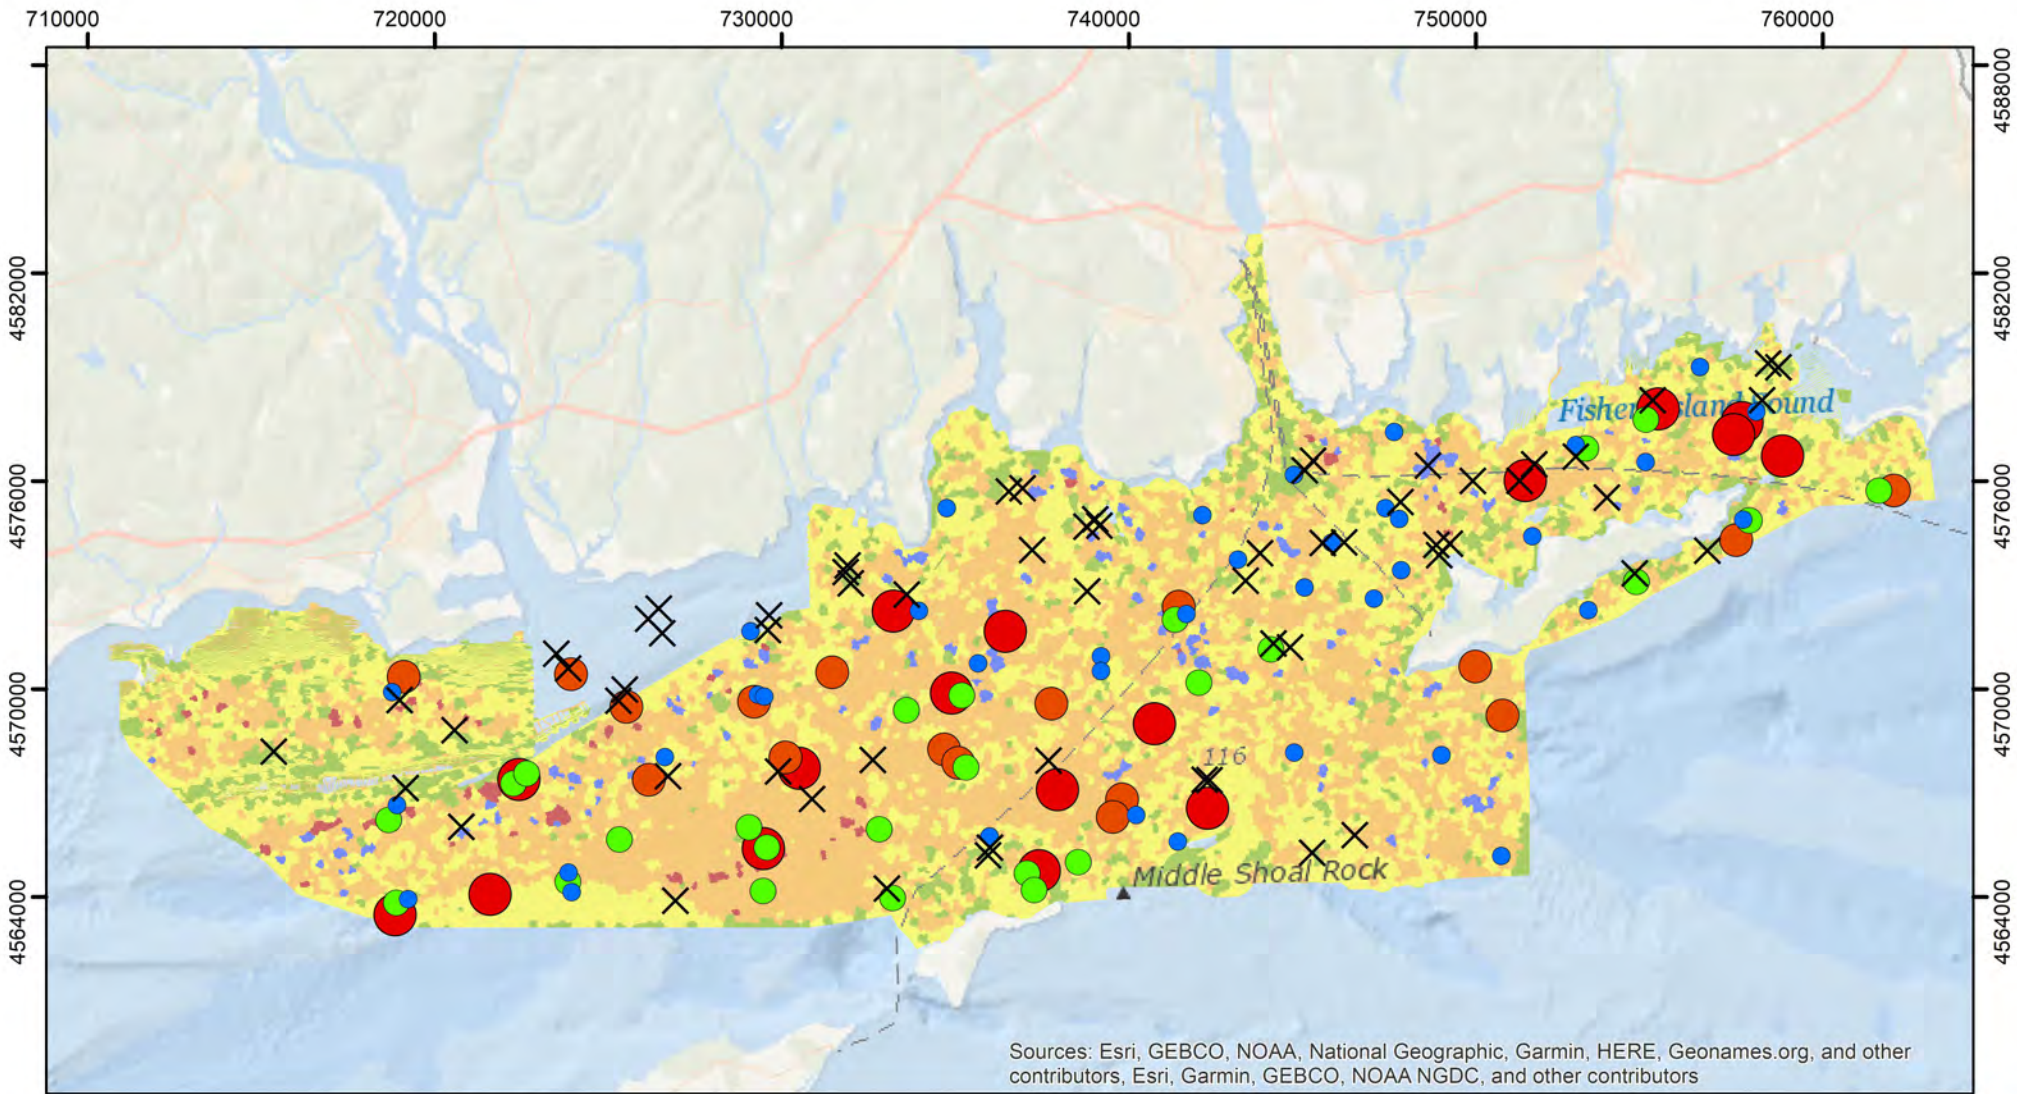 710000 720000 730000 740000 750000 760000
4588000
4582000 4582000
Fisher Island Sound
4576000 4576000
4570000 4570000
116
Middle Shoal Rock
4564000 4564000
Sources: Esri, GEBCO, NOAA, National Geographic, Garmin, HERE, Geonames.org, and other
contributors, Esri, Garmin, GEBCO, NOAA NGDC, and other contributors